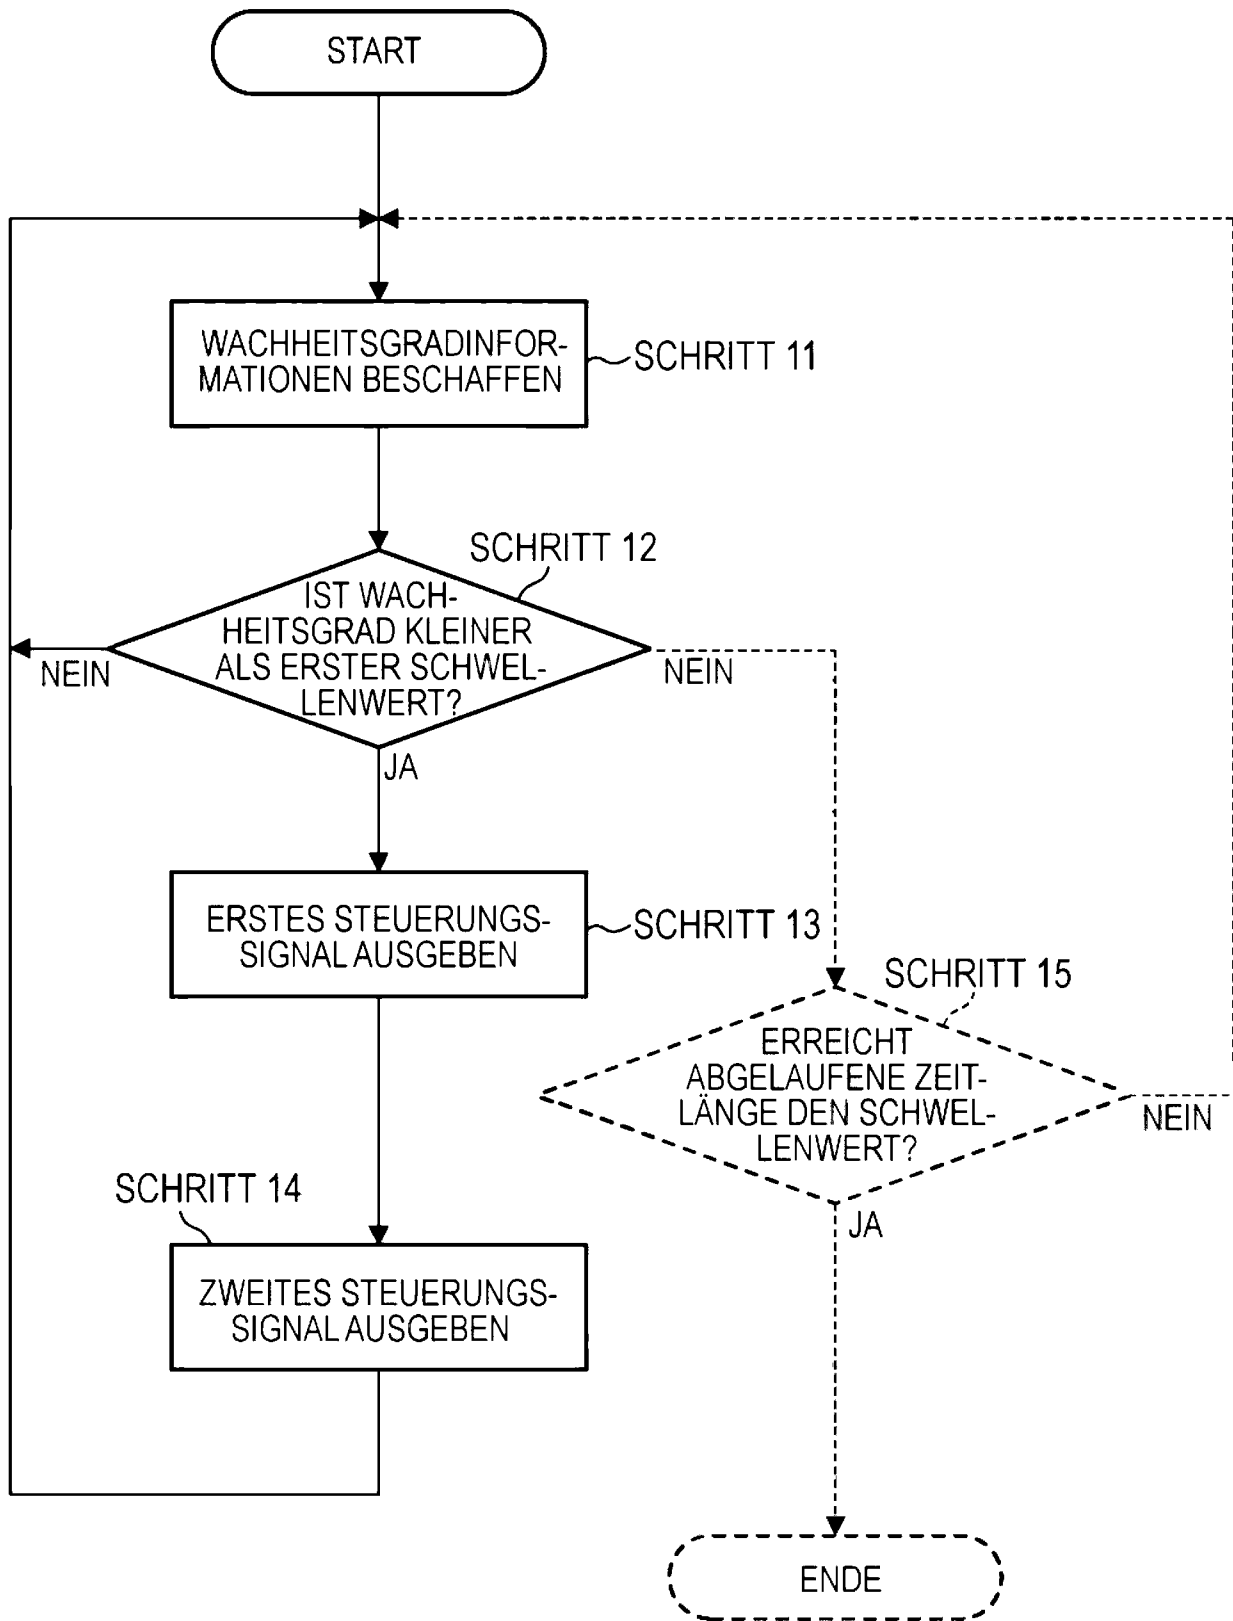 START
WACHHEITSGRADINFOR-
MATIONEN BESCHAFFEN
SCHRITT 11
SCHRITT 12
IST WACH-
HEITSGRAD KLEINER
ALS ERSTER SCHWEL-
LENWERT?
NEIN
NEIN
JA
ERSTES STEUERUNGS-
SIGNAL AUSGEBEN
SCHRITT 13
SCHRITT 15
ERREICHT
ABGELAUFENE ZEIT-
LÄNGE DEN SCHWEL-
LENWERT?
NEIN
JA
SCHRITT 14
ZWEITES STEUERUNGS-
SIGNAL AUSGEBEN
ENDE